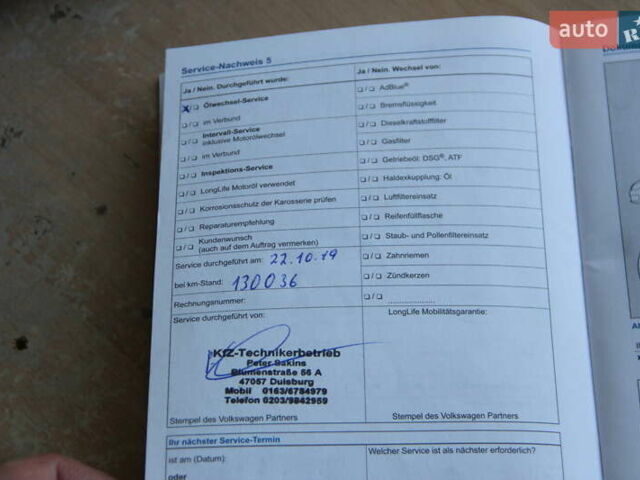 auto
R
Service-Nachweis 5
Ja / Nein. Durchgeführt wurde:
Ja / Nein. Wechsel von:
Ölwechsel-Service
AdBlue®
im Verbund
Bremsflüssigkeit
Intervall-Service
inklusive Motorölwechsel
Dieselkraftstofffilter
im Verbund
Gasfilter
Inspektions-Service
Getriebeöl: DSG®, ATF
LongLife Motoröl verwendet
Haldexkupplung: Öl
Korrosionsschutz der Karosserie prüfen
Luftfiltereinsatz
Reparaturempfehlung
Reifenfüllflasche
Kundenwunsch
(auch auf dem Auftrag vermerken)
Staub- und Pollenfiltereinsatz
Service durchgeführt am: 22.10.19
Zahnriemen
bei km-Stand: 130036
Zündkerzen
Rechnungsnummer:
Service durchgeführt von:
LongLife Mobilitätsgarantie:
KfZ-Technikerbetrieb
Peter Sakins
Blumenstraße 56 A
47057 Duisburg
Mobil 0163/6784979
Telefon 0203/9842959
Stempel des Volkswagen Partners
Stempel des Volkswagen Partners
Ihr nächster Service-Termin
Welcher Service ist als nächster erforderlich?
ist am (Datum):
oder